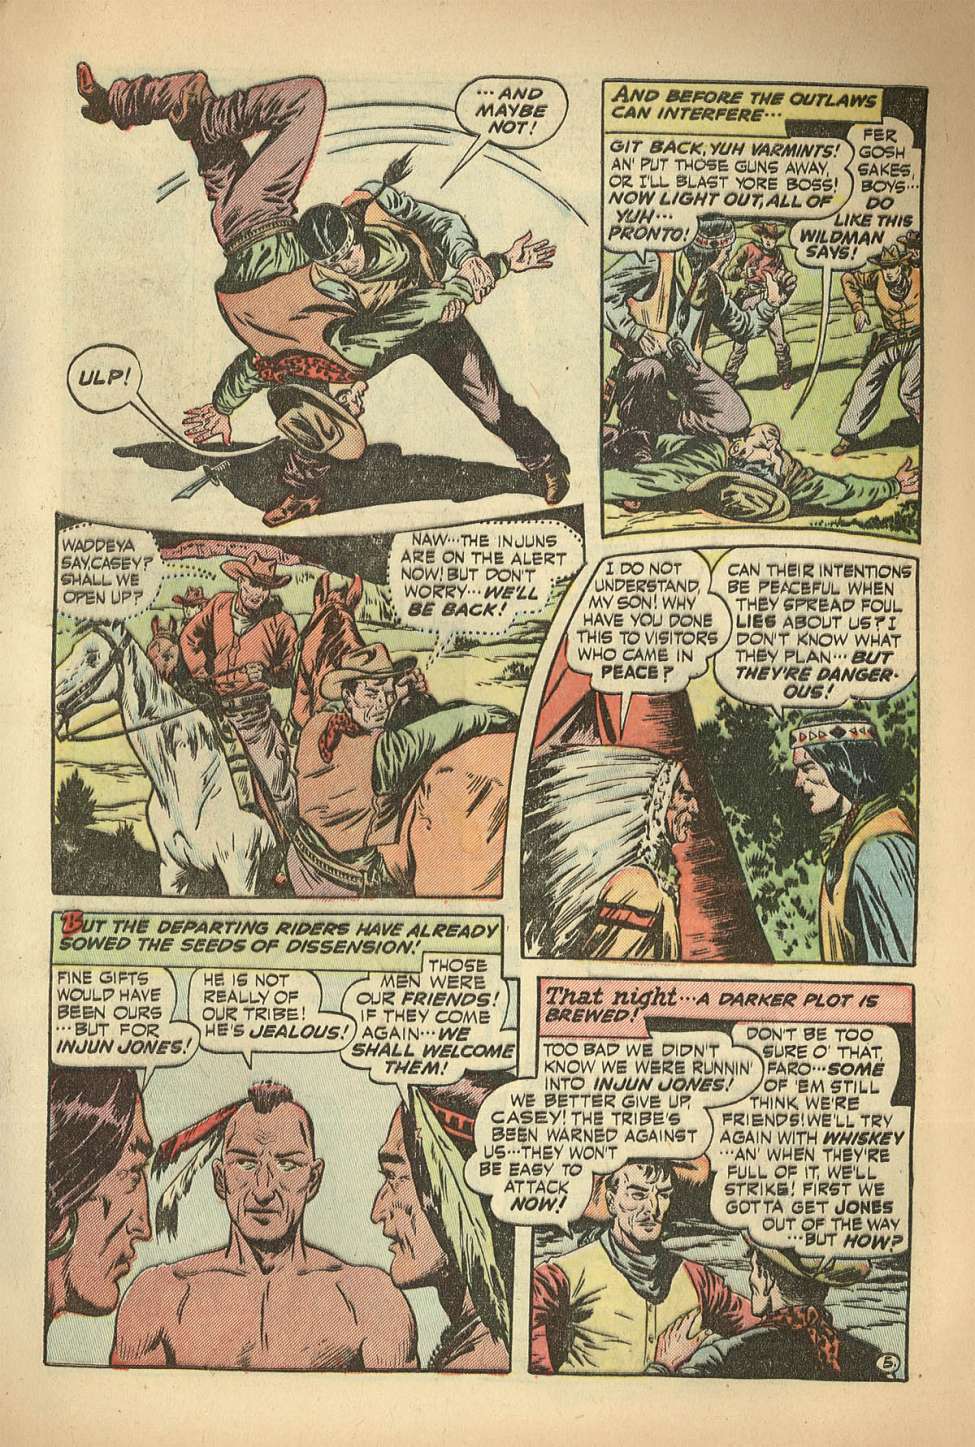 ...AND
MAYBE
NOT!
ULP!
AND BEFORE THE OUTLAWS
CAN INTERFERE...
GIT BACK, YUH VARMINTS!
AN' PUT THOSE GUNS AWAY,
OR I'LL BLAST YORE BOSS!
NOW LIGHT OUT, ALL OF
YUH...
PRONTO!
FER
GOSH
SAKES,
BOYS...
DO
LIKE THIS
WILDMAN
SAYS!
WADDEYA
SAY, CASEY?
SHALL WE
OPEN UP?
NAW...THE INJUNS
ARE ON THE ALERT
NOW! BUT DON'T
WORRY...WE'LL
BE BACK!
I DO NOT
UNDERSTAND,
MY SON! WHY
HAVE YOU DONE
THIS TO VISITORS
WHO CAME IN
PEACE?
CAN THEIR INTENTIONS
BE PEACEFUL WHEN
THEY SPREAD FOUL
LIES ABOUT US? I
DON'T KNOW WHAT
THEY PLAN...BUT
THEY'RE DANGER-
OUS!
BUT THE DEPARTING RIDERS HAVE ALREADY
SOWED THE SEEDS OF DISSENSION!
FINE GIFTS
WOULD HAVE
BEEN OURS
...BUT FOR
INJUN JONES!
HE IS NOT
REALLY OF
OUR TRIBE!
HE'S JEALOUS!
THOSE
MEN WERE
OUR FRIENDS!
IF THEY COME
AGAIN...WE
SHALL WELCOME
THEM!
That night...A DARKER PLOT IS
BREWED!
TOO BAD WE DIDN'T
KNOW WE WERE RUNNIN'
INTO INJUN JONES!
WE BETTER GIVE UP,
CASEY! THE TRIBE'S
BEEN WARNED AGAINST
US...THEY WON'T
BE EASY TO
ATTACK
NOW!
DON'T BE TOO
SURE O' THAT,
FARO...SOME
OF 'EM STILL
THINK WE'RE
FRIENDS! WE'LL TRY
AGAIN WITH WHISKEY
...AN' WHEN THEY'RE
FULL OF IT, WE'LL
STRIKE! FIRST WE
GOTTA GET JONES
OUT OF THE WAY
...BUT HOW?
5